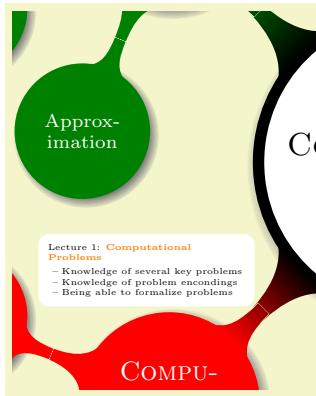 Approx-
imation
Co
Lecture 1: Computational
Problems
– Knowledge of several key problems
– Knowledge of problem encondings
– Being able to formalize problems
COMPU-